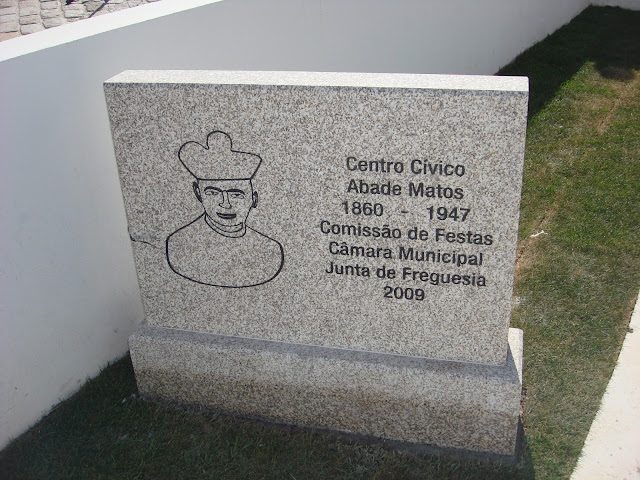 Centro Cívico
Abade Matos
1860 - 1947
Comissão de Festas
Câmara Municipal
Junta de Freguesia
2009